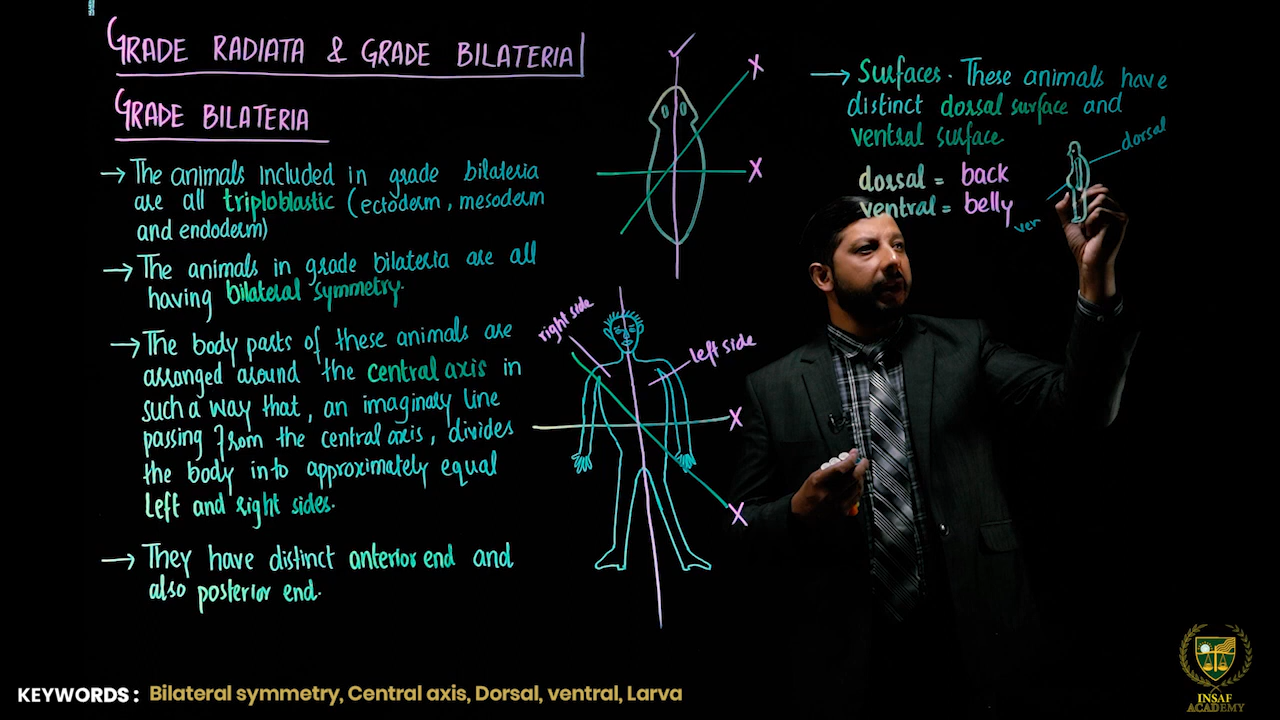 GRADE RADIATA & GRADE BILATERIA
GRADE BILATERIA
→ The animals included in grade bilateria
are all triploblastic (ectoderm, mesoderm
and endoderm)
→ The animals in grade bilateria are all
having bilateral symmetry.
→ The body parts of these animals are
arranged around the central axis in
such a way that, an imaginary line
passing from the central axis, divides
the body into approximately equal
Left and right sides.
→ They have distinct anterior end and
also posterior end.
X
X
right side
left side
X
X
→ Surfaces. These animals have
distinct dorsal surface and
ventral surface.
dorsal
dorsal = back
ventral = belly
ver
KEYWORDS : Bilateral symmetry, Central axis, Dorsal, ventral, Larva
INSAF
ACADEMY